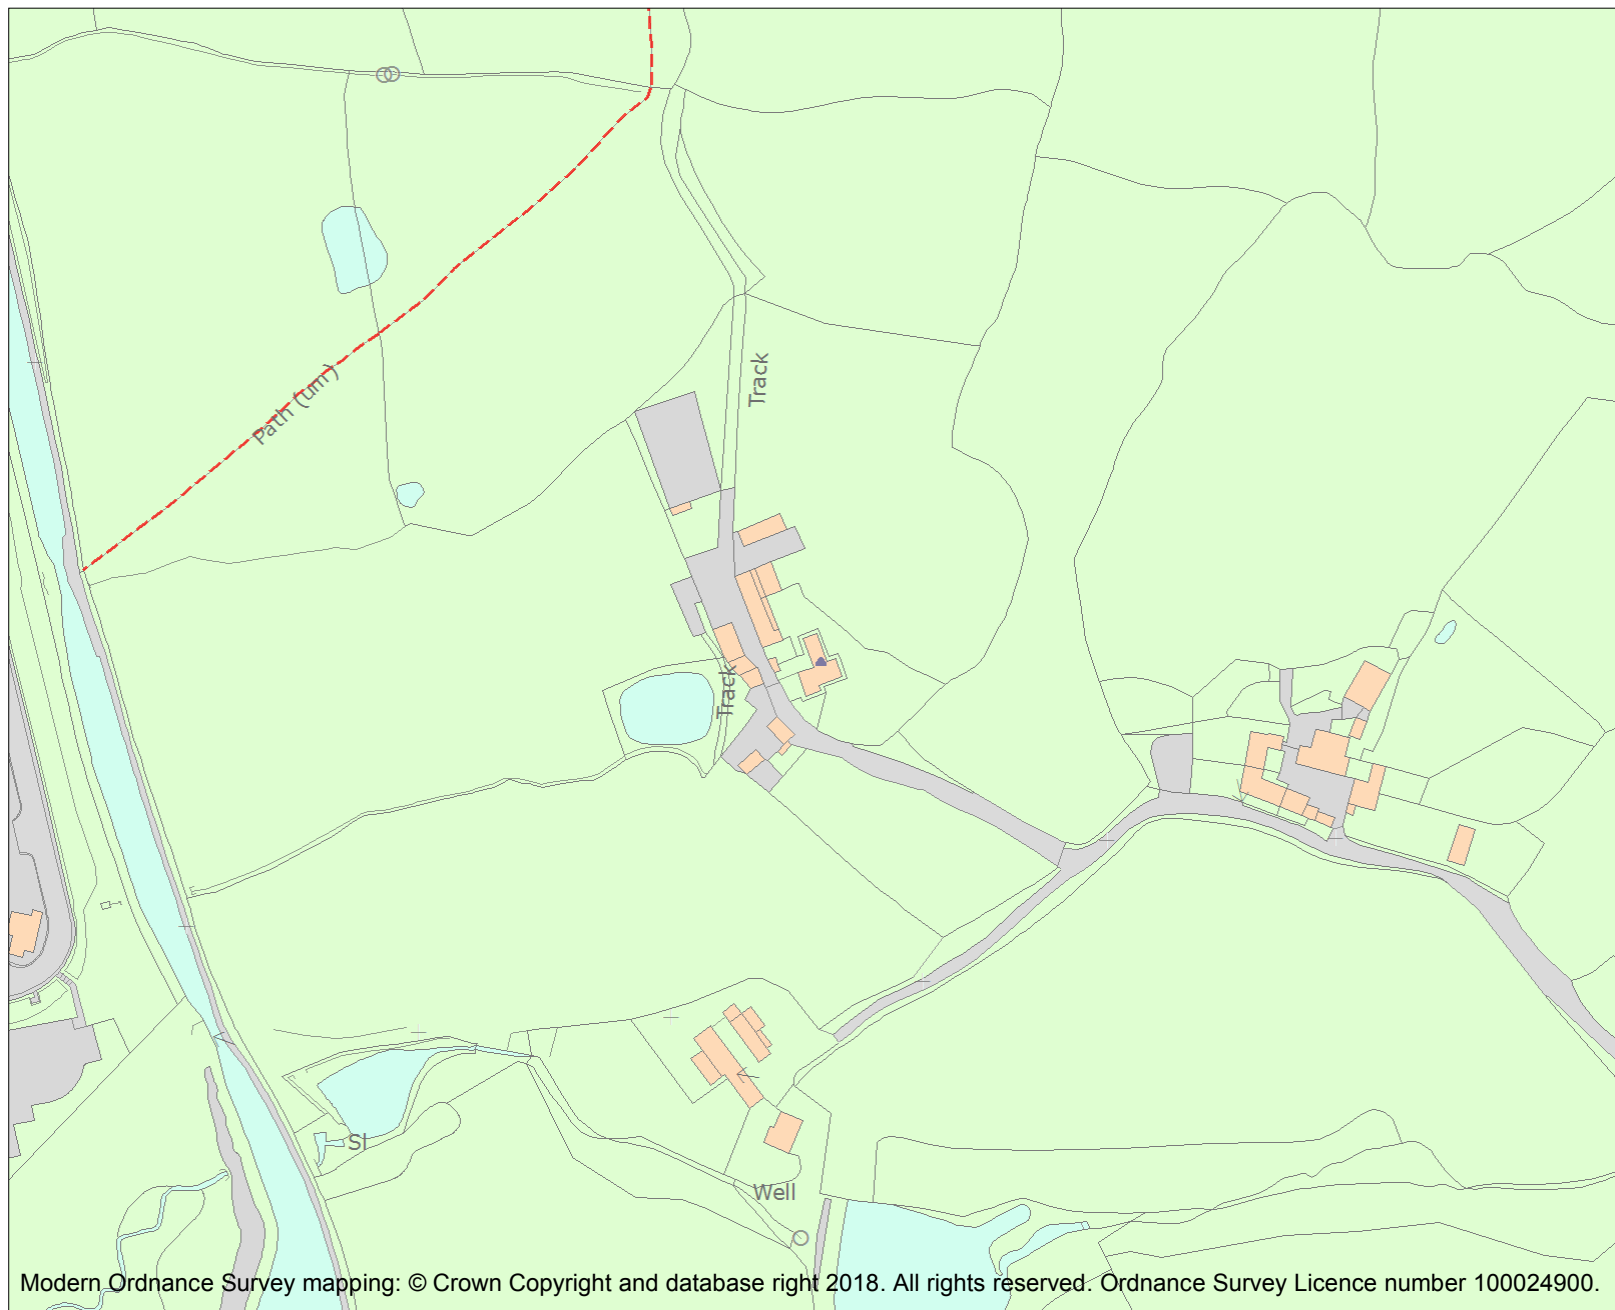 Path (um)
Track
Track
Sl
Well
Modern Ordnance Survey mapping: © Crown Copyright and database right 2018. All rights reserved. Ordnance Survey Licence number 100024900.